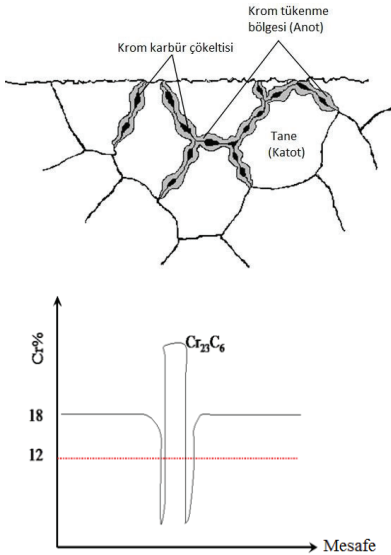 Krom tükenme
bölgesi (Anot)
Krom karbür çökeltisi
Tane
(Katot)
Cr%
Cr23C6
18
12
Mesafe